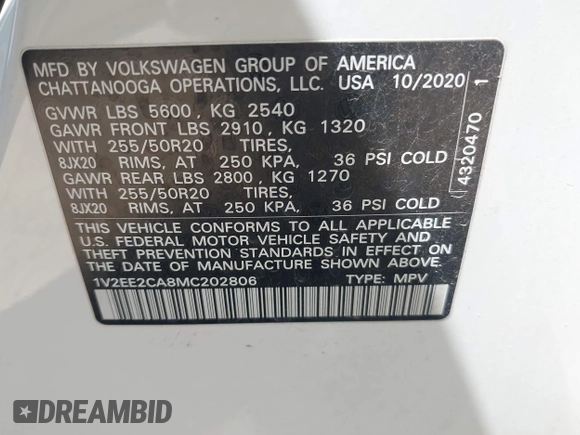 MFD BY VOLKSWAGEN GROUP OF AMERICA
CHATTANOOGA OPERATIONS, LLC. USA 10/2020
GVWR LBS 5600, KG 2540
GAWR FRONT LBS 2910, KG 1320
WITH 255/50R20 TIRES,
8JX20 RIMS, AT 250 KPA, 36 PSI COLD
GAWR REAR LBS 2800, KG 1270
WITH 255/50R20 TIRES,
8JX20 RIMS, AT 250 KPA, 36 PSI COLD
THIS VEHICLE CONFORMS TO ALL APPLICABLE
U.S. FEDERAL MOTOR VEHICLE SAFETY AND
THEFT PREVENTION STANDARDS IN EFFECT ON
THE DATE OF MANUFACTURE SHOWN ABOVE.
1V2EE2CA8MC202806 TYPE: MPV
4320470 1
DREAMBID